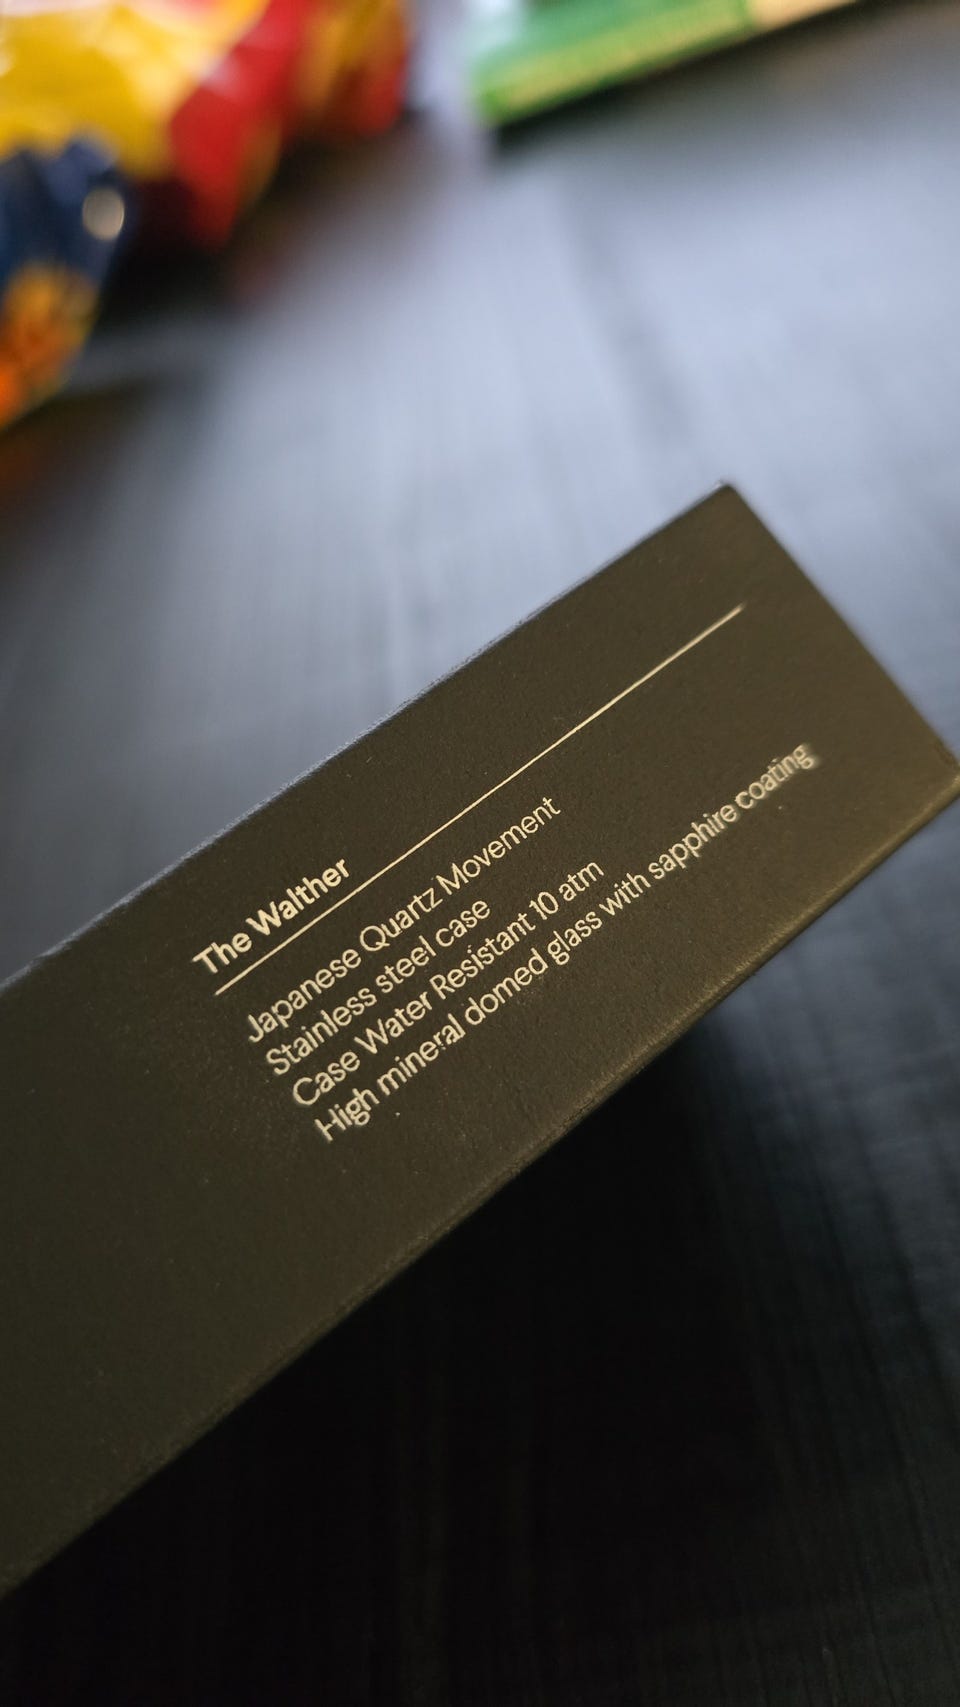 The Walther
Japanese Quartz Movement
Stainless steel case
Case Water Resistant 10 atm
High mineral domed glass with sapphire coating